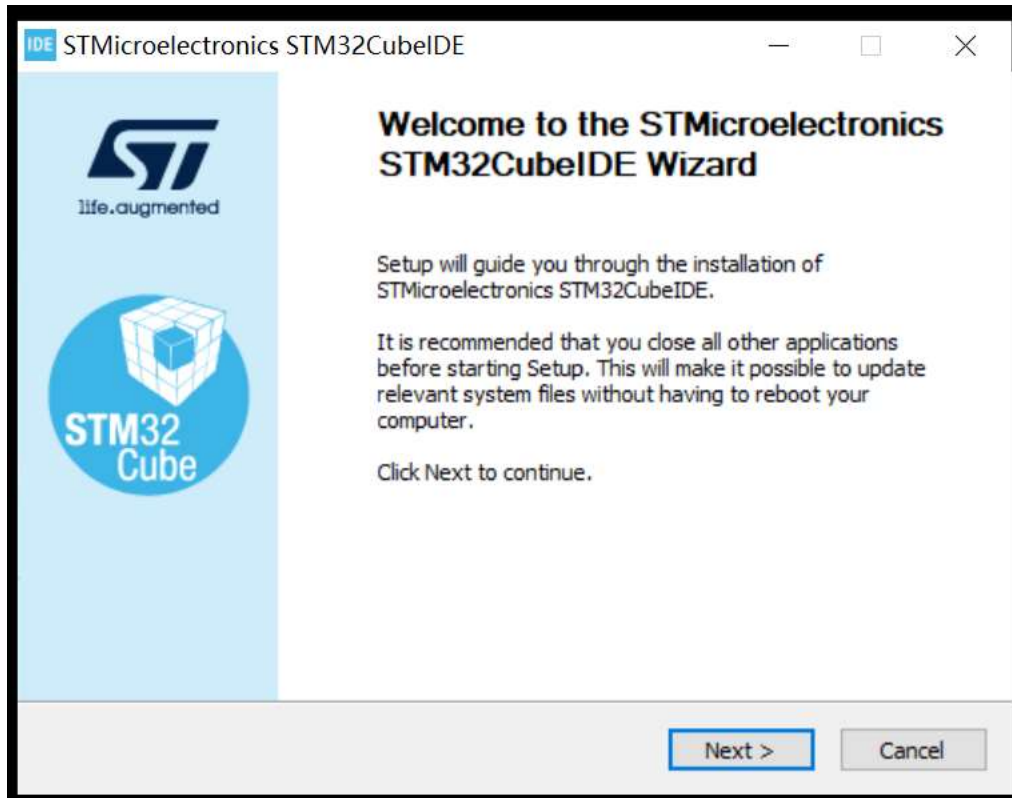 IDE STMicroelectronics STM32CubeIDE
life.augmented
STM32
Cube
Welcome to the STMicroelectronics
STM32CubeIDE Wizard
Setup will guide you through the installation of
STMicroelectronics STM32CubeIDE.
It is recommended that you close all other applications
before starting Setup. This will make it possible to update
relevant system files without having to reboot your
computer.
Click Next to continue.
Next >
Cancel